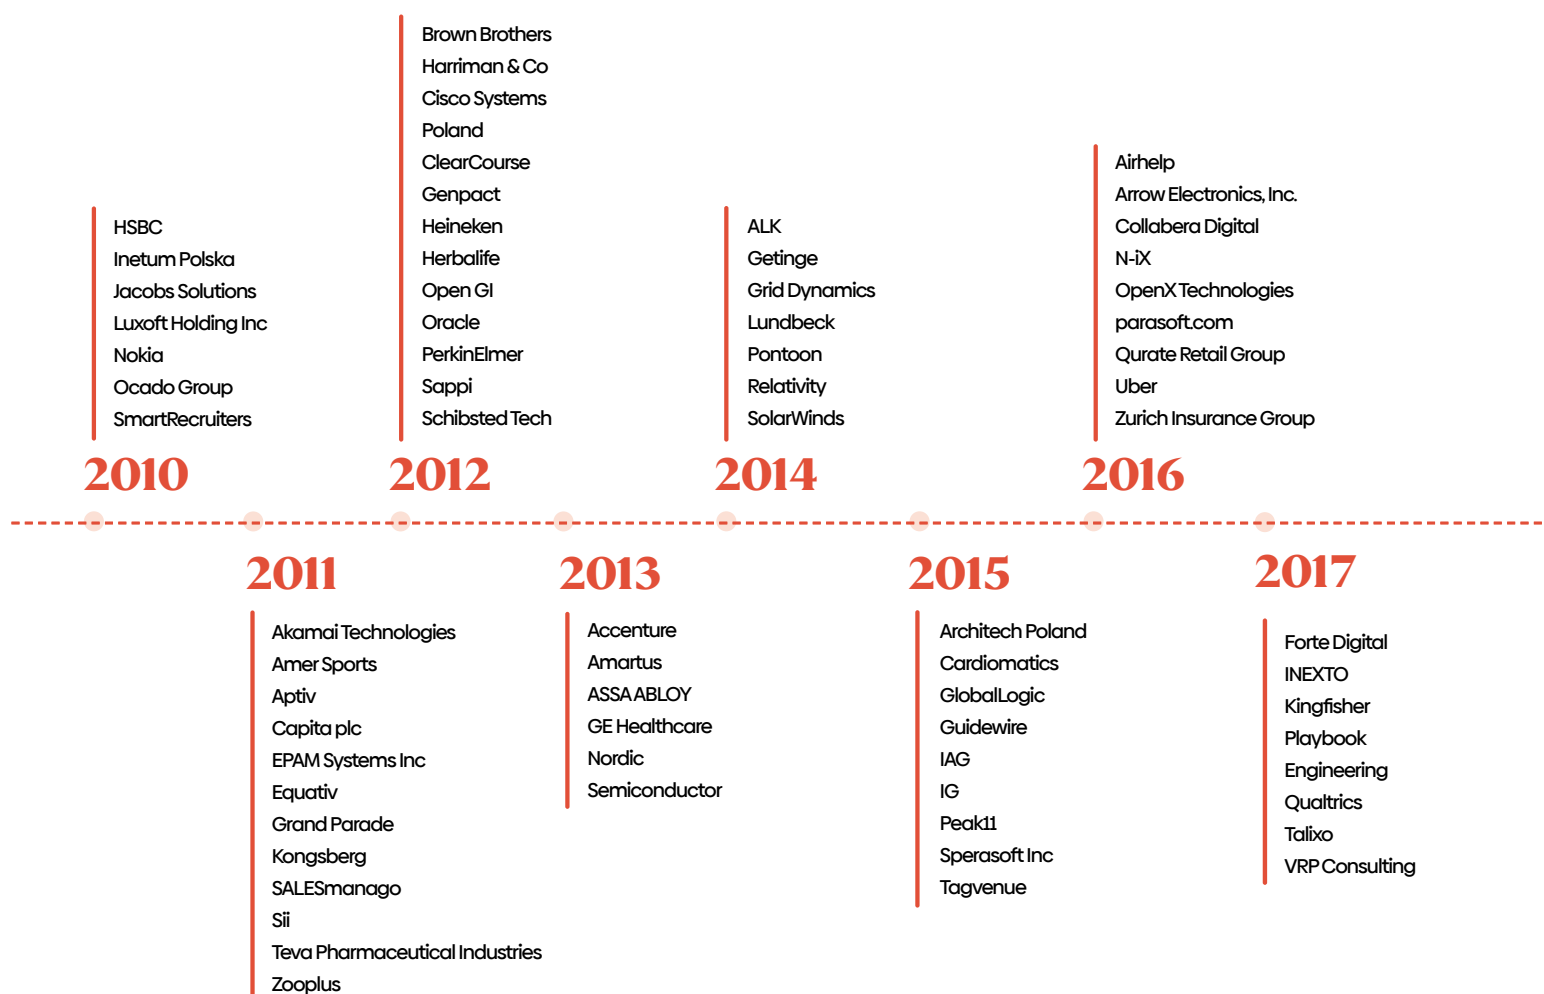 HSBC
Inetum Polska
Jacobs Solutions
Luxoft Holding Inc
Nokia
Ocado Group
SmartRecruiters
2010
Brown Brothers
Harriman & Co
Cisco Systems
Poland
ClearCourse
Genpact
Heineken
Herbalife
Open GI
Oracle
PerkinElmer
Sappi
Schibsted Tech
2012
ALK
Getinge
Grid Dynamics
Lundbeck
Pontoon
Relativity
SolarWinds
2014
Airhelp
Arrow Electronics, Inc.
Collabera Digital
N-iX
OpenX Technologies
parasoft.com
Qurate Retail Group
Uber
Zurich Insurance Group
2016
2011
Akamai Technologies
Amer Sports
Aptiv
Capita plc
EPAM Systems Inc
Equativ
Grand Parade
Kongsberg
SALESmanago
Sii
Teva Pharmaceutical Industries
Zooplus
2013
Accenture
Amartus
ASSA ABLOY
GE Healthcare
Nordic
Semiconductor
2015
Architech Poland
Cardiomatics
GlobalLogic
Guidewire
IAG
IG
Peak11
Sperasoft Inc
Tagvenue
2017
Forte Digital
INEXTO
Kingfisher
Playbook
Engineering
Qualtrics
Talixo
VRP Consulting